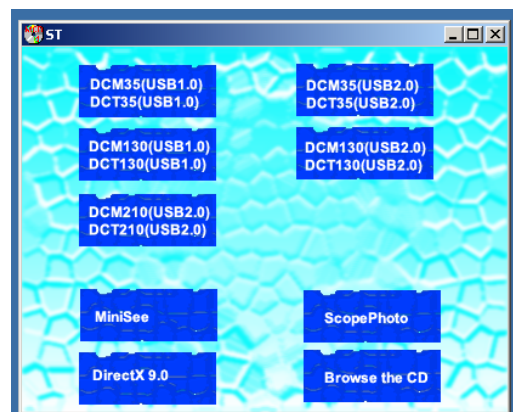 ST
DCM35(USB1.0)
DCT35(USB1.0)
DCM35(USB2.0)
DCT35(USB2.0)
DCM130(USB1.0)
DCT130(USB1.0)
DCM130(USB2.0)
DCT130(USB2.0)
DCM210(USB2.0)
DCT210(USB2.0)
MiniSee
ScopePhoto
DirectX 9.0
Browse the CD